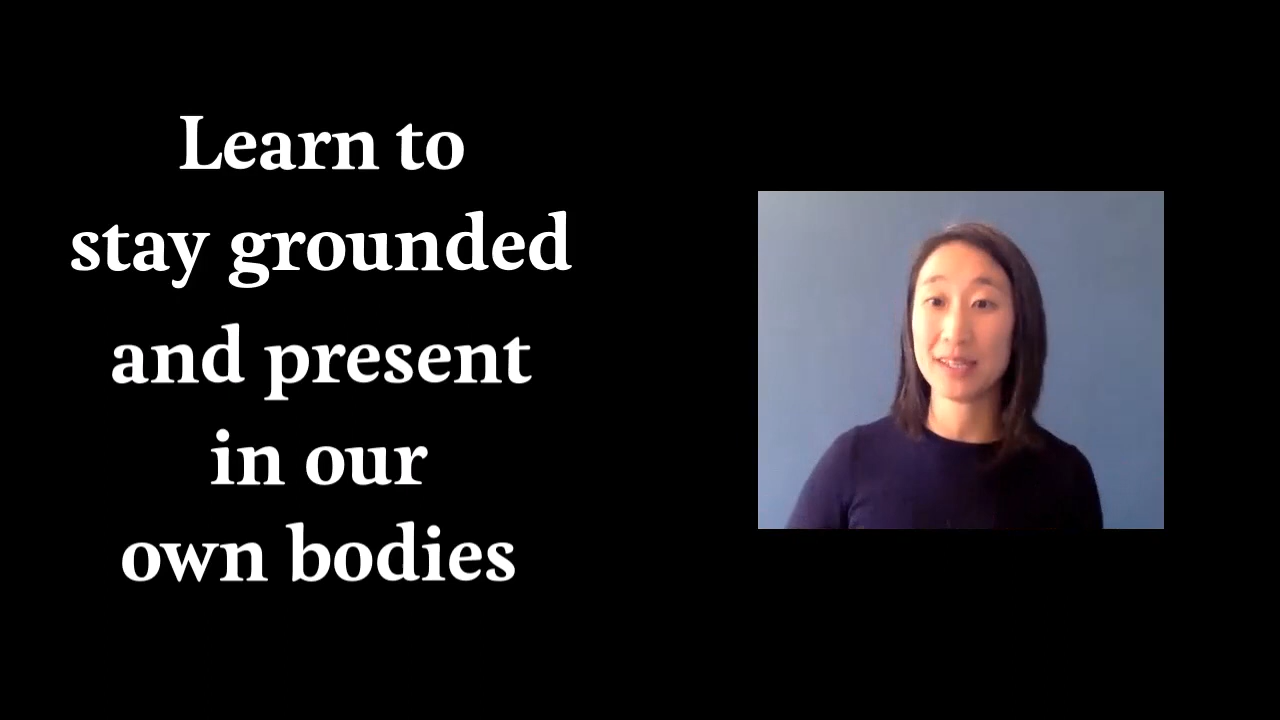 Learn to
stay grounded
and present
in our
own bodies